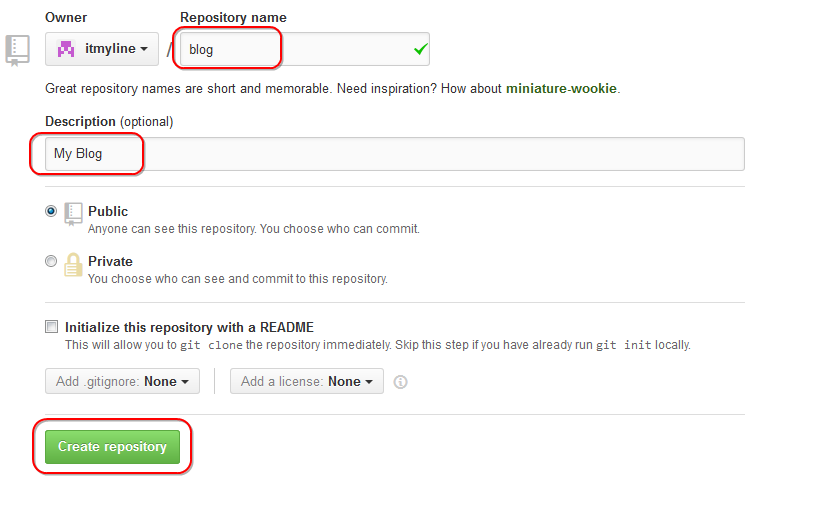 Owner Repository name
itmyline / blog
Great repository names are short and memorable. Need inspiration? How about miniature-wookie.
Description (optional)
My Blog
Public
Anyone can see this repository. You choose who can commit.
Private
You choose who can see and commit to this repository.
Initialize this repository with a README
This will allow you to git clone the repository immediately. Skip this step if you have already run git init locally.
Add .gitignore: None Add a license: None
Create repository